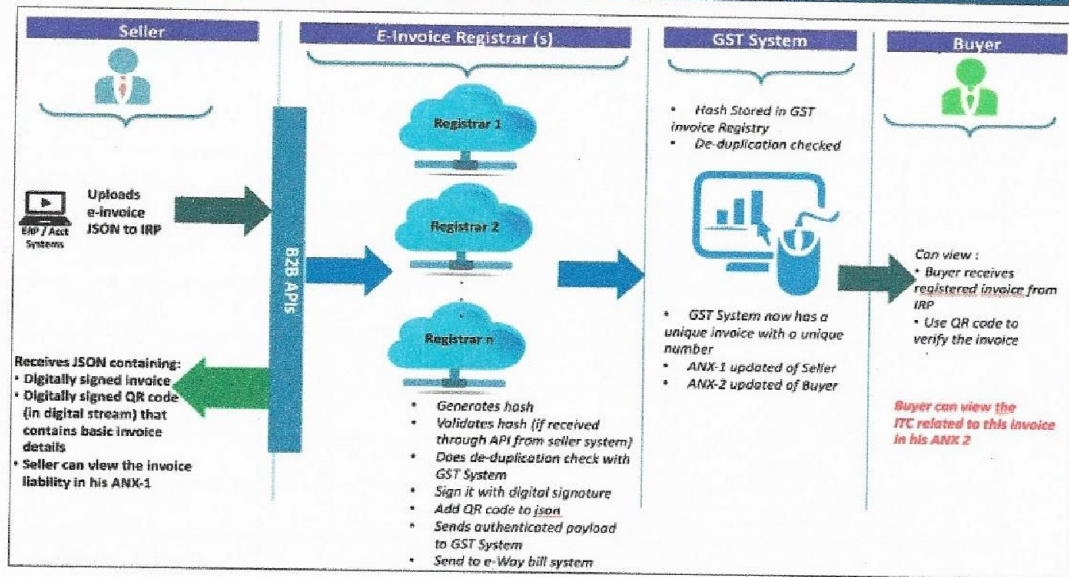 Seller
ERP / Acct
Systems
Uploads
e-invoice
JSON to IRP
Receives JSON containing:
• Digitally signed invoice
• Digitally signed QR code
(in digital stream) that
contains basic invoice
details
• Seller can view the invoice
liability in his ANX-1
B2B APIs
E-Invoice Registrar (s)
Registrar 1
Registrar 2
Registrar n
• Generates hash
• Validates hash (if received
through API from seller system)
• Does de-duplication check with
GST System
• Sign it with digital signature
• Add QR code to json
• Sends authenticated payload
to GST System
• Send to e-Way bill system
GST System
• Hash Stored in GST
invoice Registry
• De-duplication checked
• GST System now has a
unique invoice with a unique
number
• ANX-1 updated of Seller
• ANX-2 updated of Buyer
Buyer
Can view :
• Buyer receives
registered invoice from
IRP
• Use QR code to
verify the invoice
Buyer can view the
ITC related to this invoice
in his ANX 2